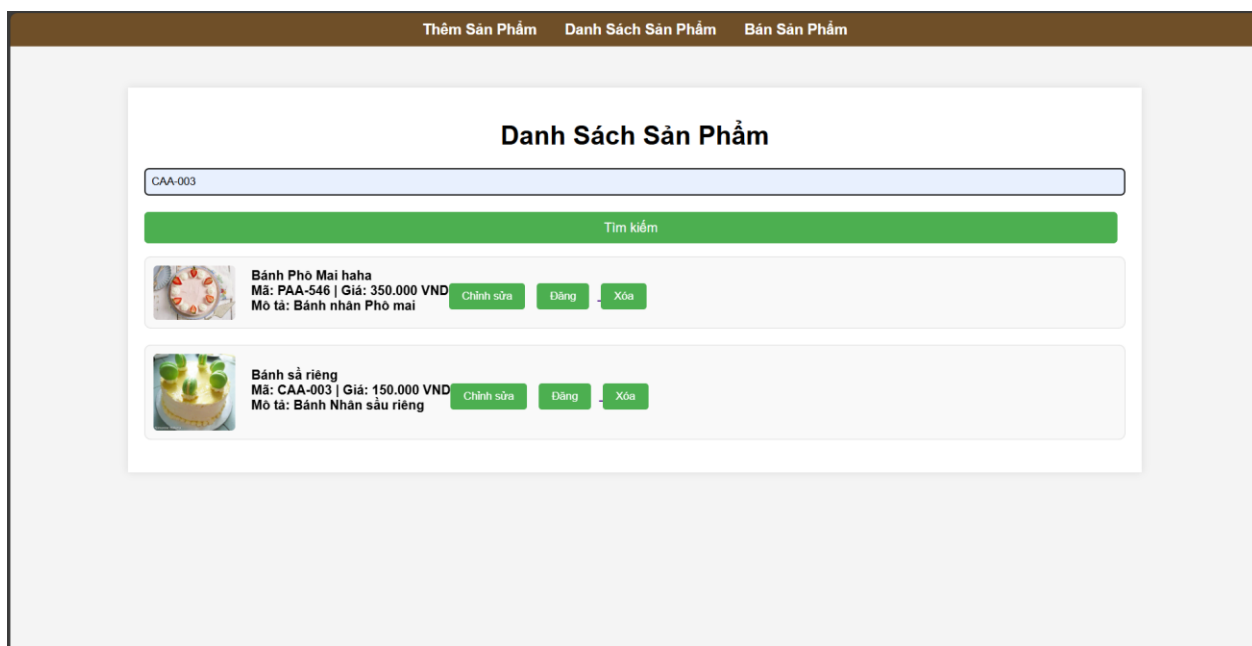 Thêm Sản Phẩm Danh Sách Sản Phẩm Bán Sản Phẩm
Danh Sách Sản Phẩm
CAA-003
Tìm kiếm
Bánh Phô Mai haha
Mã: PAA-546 | Giá: 350.000 VND
Mô tả: Bánh nhân Phô mai
Chỉnh sửa Đăng Xóa
Bánh sầ riêng
Mã: CAA-003 | Giá: 150.000 VND
Mô tả: Bánh Nhân sầu riêng
Chỉnh sửa Đăng Xóa